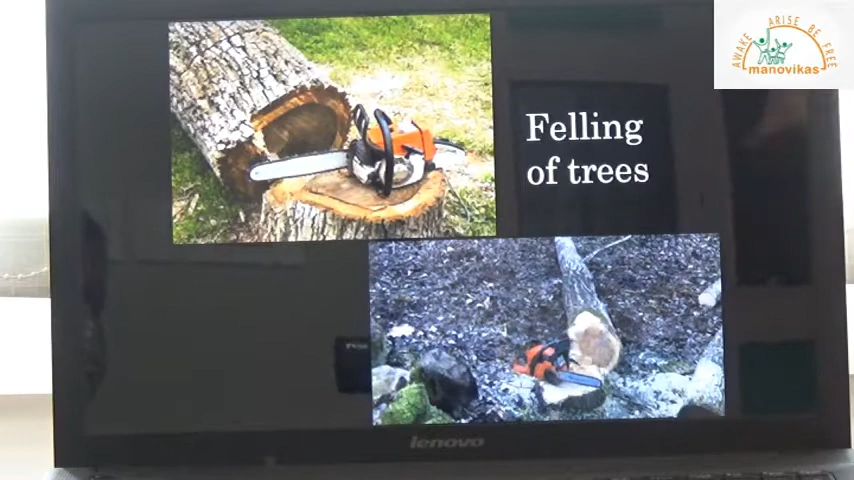 AWAKE ARISE BE FREE
manovikas
Felling
of trees
lenovo